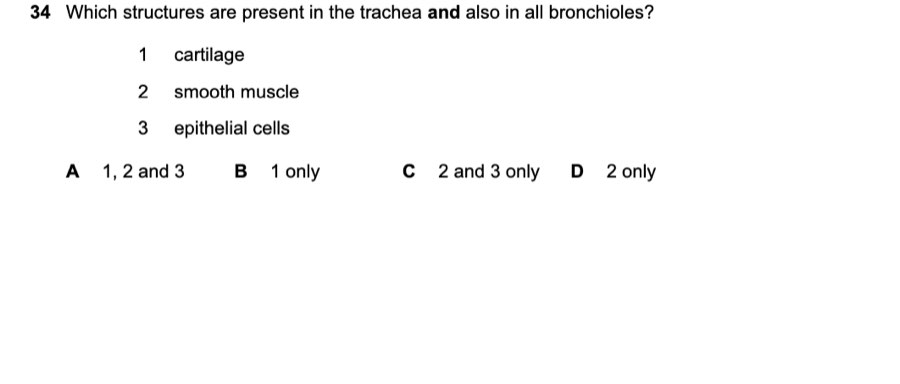 34 Which structures are present in the trachea and also in all bronchioles?
1 cartilage
2 smooth muscle
3 epithelial cells
A 1, 2 and 3 B 1 only C 2 and 3 only D 2 only